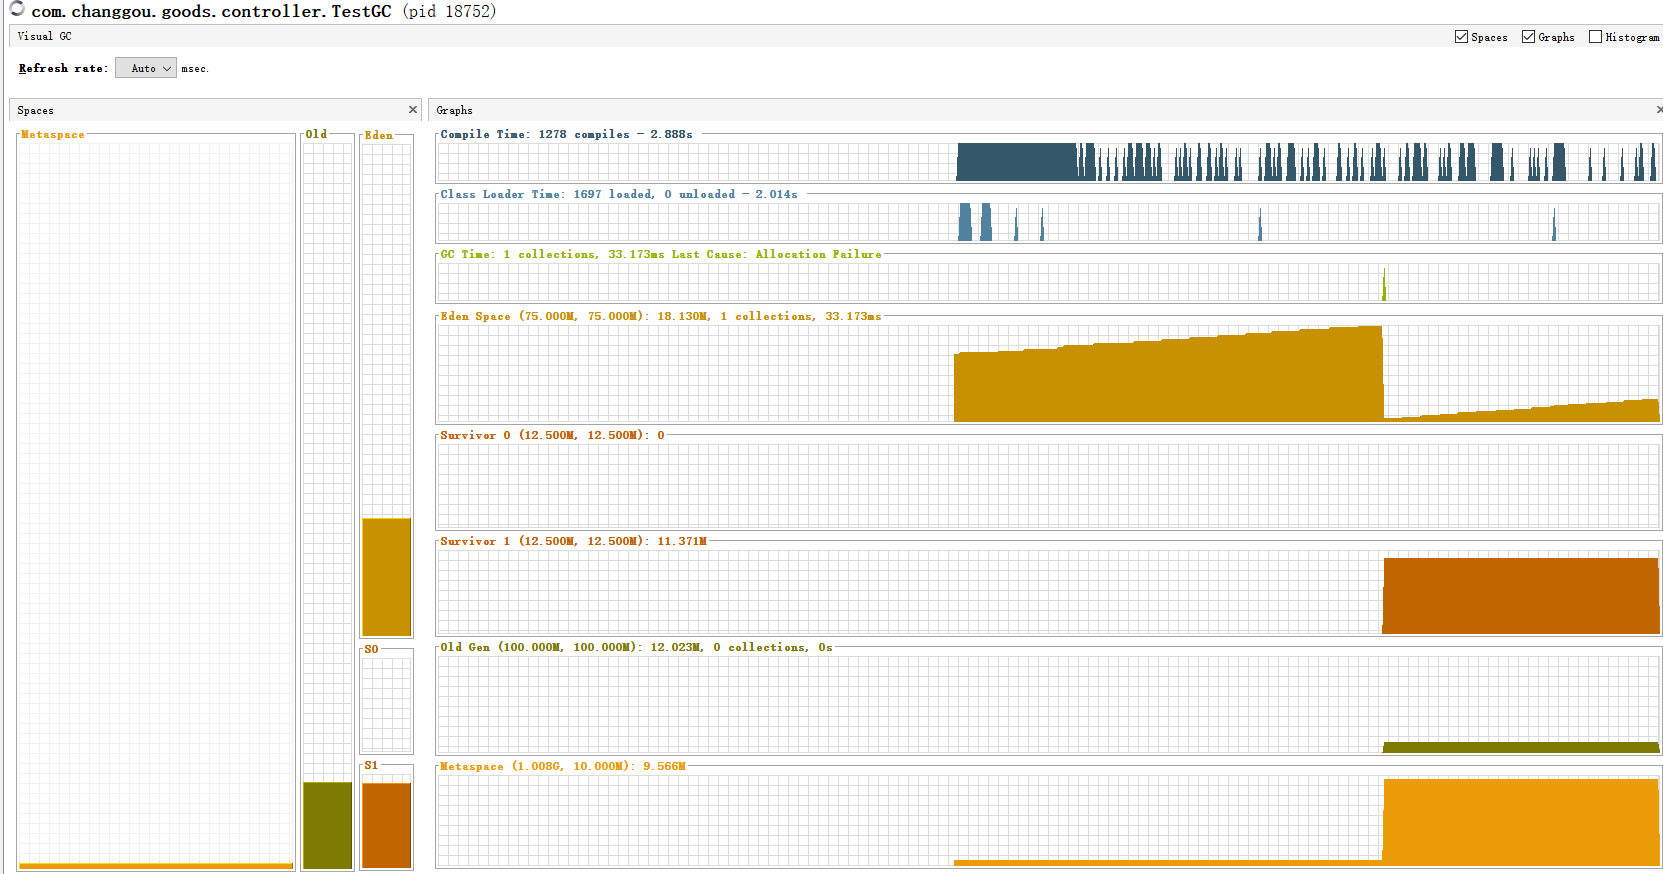 com.changgou.goods.controller.TestGC (pid 18752)
Visual GC
Spaces Graphs Histogram
Refresh rate: Auto msec.
Spaces
Graphs
Metaspace
Old
Eden
S0
S1
Compile Time: 1278 compiles - 2.888s
Class Loader Time: 1697 loaded, 0 unloaded - 2.014s
GC Time: 1 collections, 33.173ms Last Cause: Allocation Failure
Eden Space (75.000M, 75.000M): 18.130M, 1 collections, 33.173ms
Survivor 0 (12.500M, 12.500M): 0
Survivor 1 (12.500M, 12.500M): 11.371M
Old Gen (100.000M, 100.000M): 12.023M, 0 collections, 0s
Metaspace (1.008G, 10.000M): 9.566M